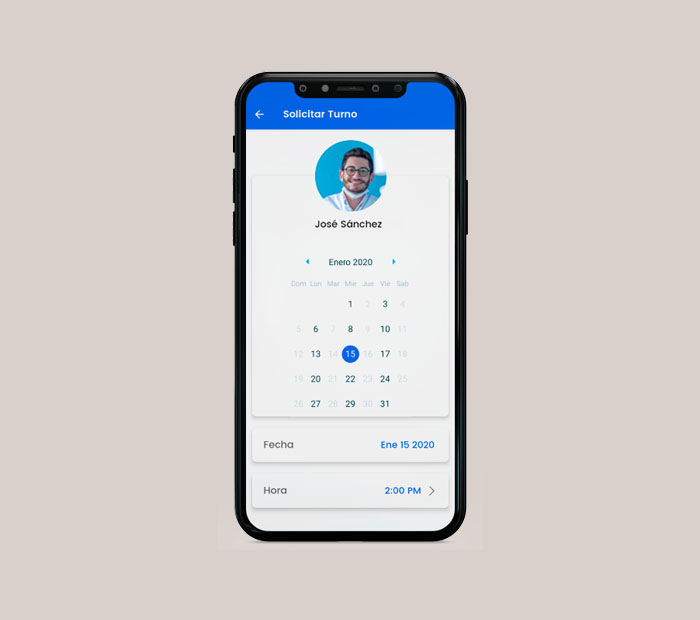 Solicitar Turno
José Sánchez
Enero 2020
Dom Lun Mar Mie Jue Vie Sab
1 2 3 4
5 6 7 8 9 10 11
12 13 14 15 16 17 18
19 20 21 22 23 24 25
26 27 28 29 30 31
Fecha Ene 15 2020
Hora 2:00 PM